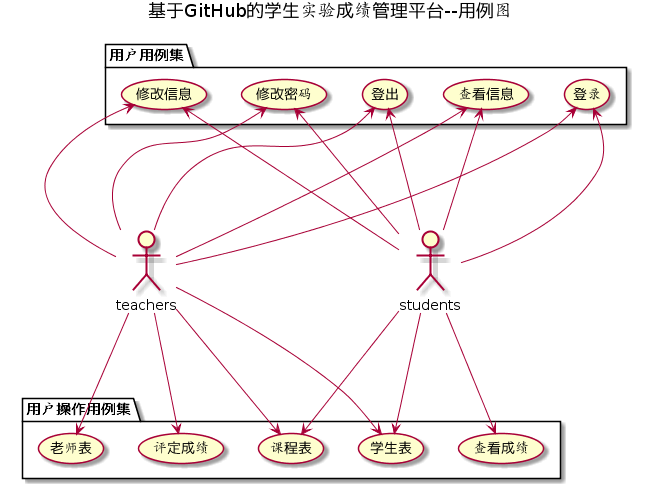 基于GitHub的学生实验成绩管理平台--用例图
用户用例集
修改信息 修改密码 登出 查看信息 登录
teachers students
用户操作用例集
老师表 评定成绩 课程表 学生表 查看成绩